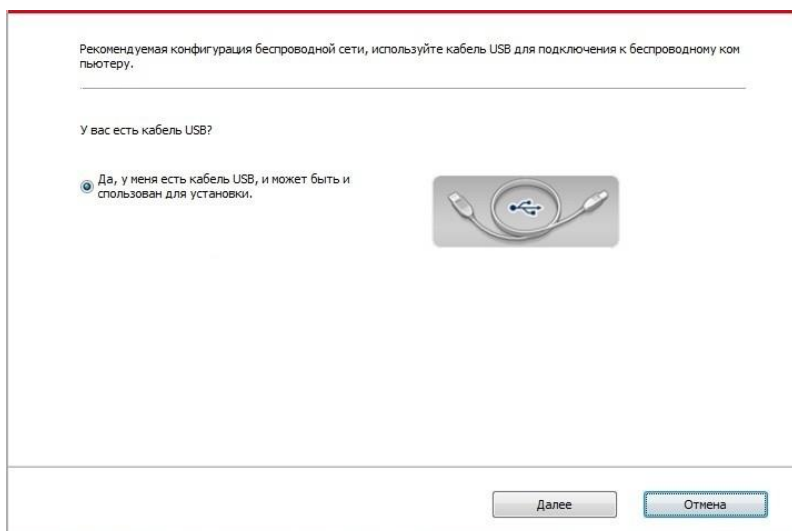 Рекомендуемая конфигурация беспроводной сети, используйте кабель USB для подключения к беспроводному ком
пьютеру.
У вас есть кабель USB?
Да, у меня есть кабель USB, и может быть и
спользован для установки.
Далее
Отмена